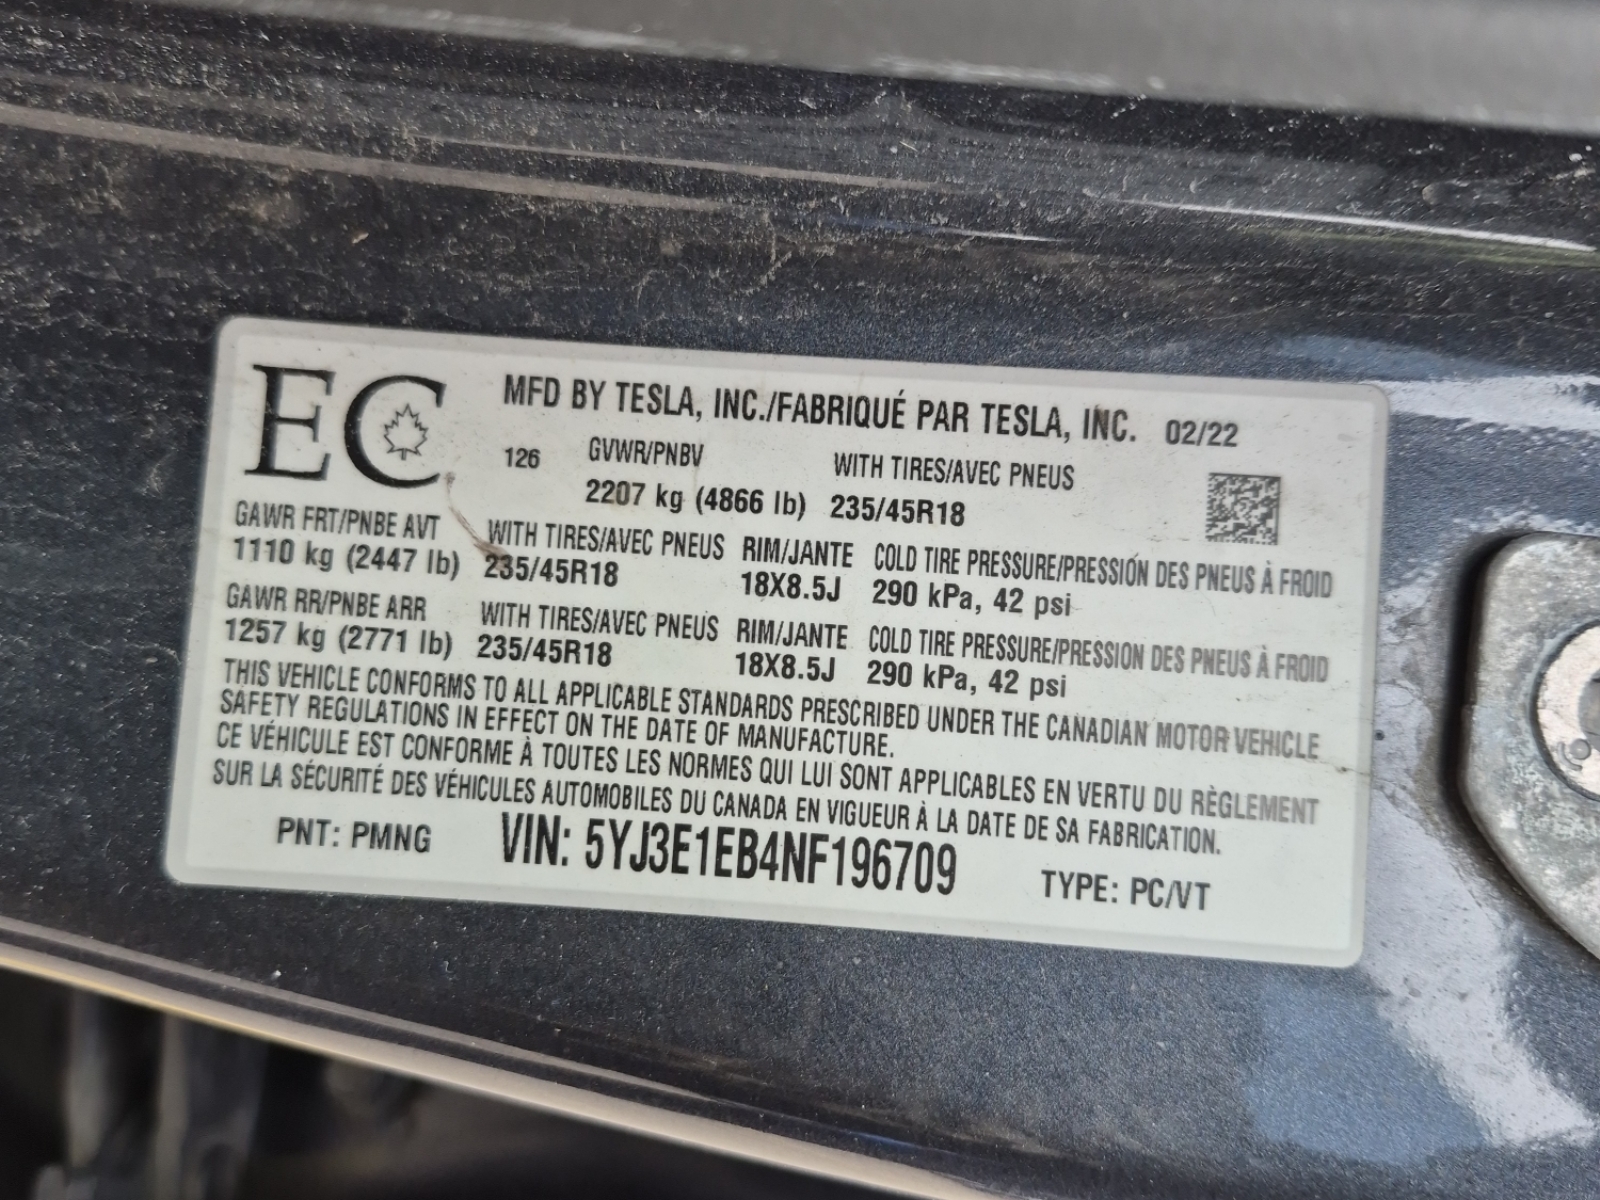 EC
MFD BY TESLA, INC./FABRIQUÉ PAR TESLA, INC. 02/22
126 GVWR/PNBV WITH TIRES/AVEC PNEUS
2207 kg (4866 lb) 235/45R18
GAWR FRT/PNBE AVT WITH TIRES/AVEC PNEUS RIM/JANTE COLD TIRE PRESSURE/PRESSIÓN DES PNEUS À FROID
1110 kg (2447 lb) 235/45R18 18X8.5J 290 kPa, 42 psi
GAWR RR/PNBE ARR WITH TIRES/AVEC PNEUS RIM/JANTE COLD TIRE PRESSURE/PRESSION DES PNEUS À FROID
1257 kg (2771 lb) 235/45R18 18X8.5J 290 kPa, 42 psi
THIS VEHICLE CONFORMS TO ALL APPLICABLE STANDARDS PRESCRIBED UNDER THE CANADIAN MOTOR VEHICLE
SAFETY REGULATIONS IN EFFECT ON THE DATE OF MANUFACTURE.
CE VÉHICULE EST CONFORME À TOUTES LES NORMES QUI LUI SONT APPLICABLES EN VERTU DU RÈGLEMENT
SUR LA SÉCURITÉ DES VÉHICULES AUTOMOBILES DU CANADA EN VIGUEUR À LA DATE DE SA FABRICATION.
PNT: PMNG VIN: 5YJ3E1EB4NF196709 TYPE: PC/VT